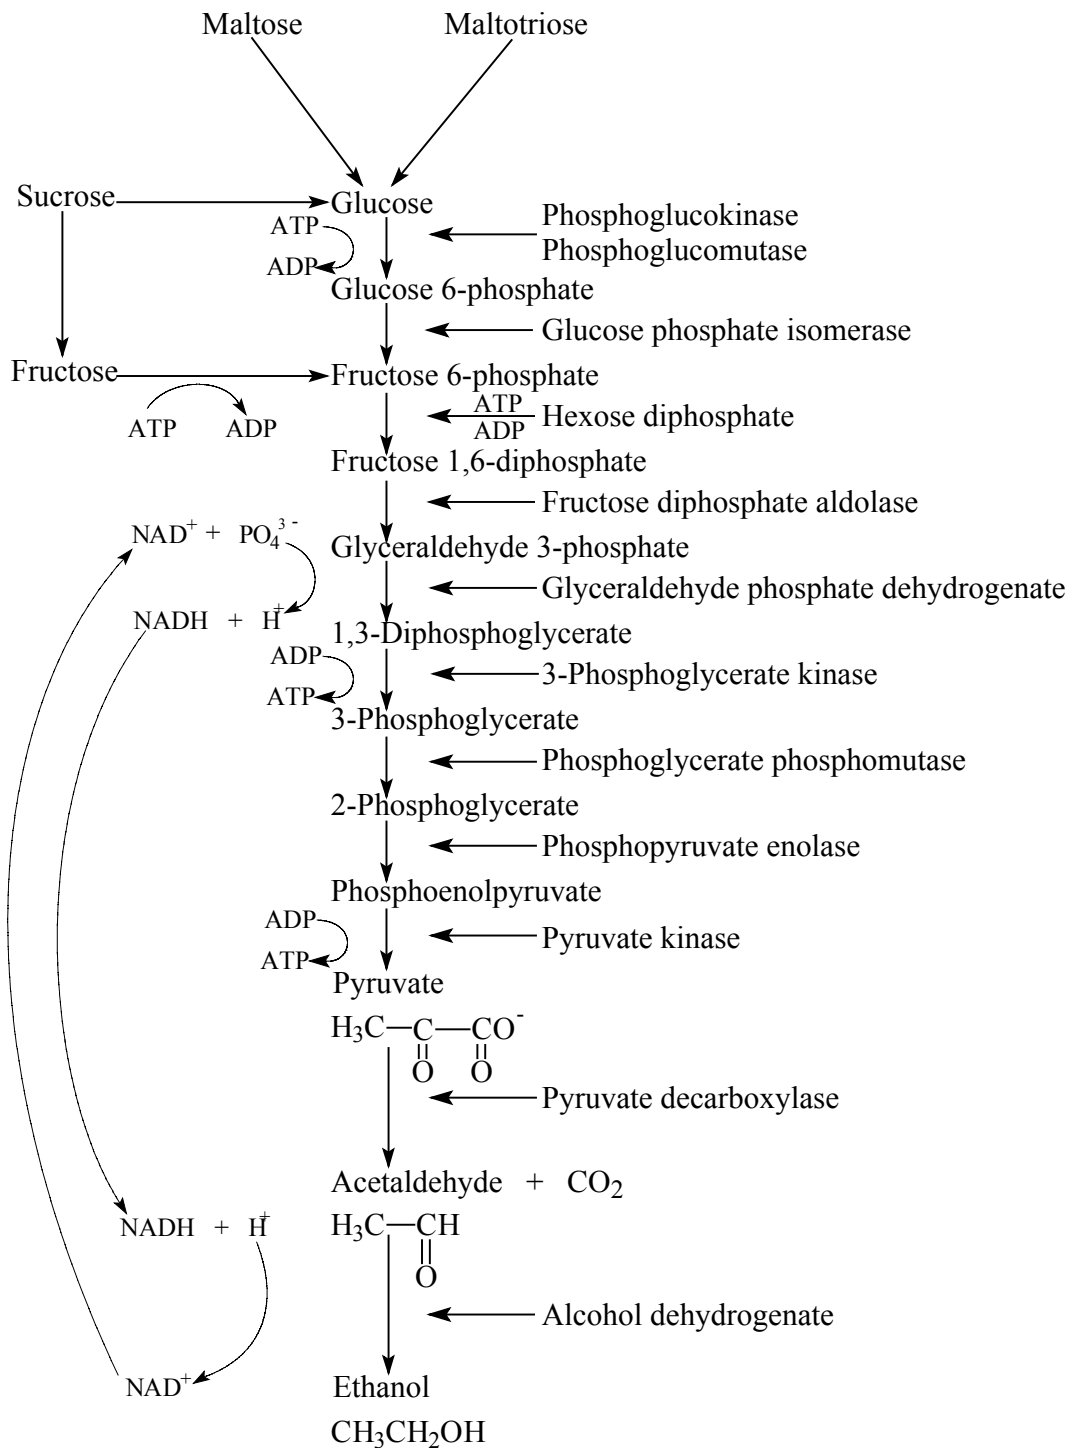 Maltose Maltotriose
Sucrose Glucose Phosphoglucokinase
ATP Phosphoglucomutase
ADP
Glucose 6-phosphate
Glucose phosphate isomerase
Fructose Fructose 6-phosphate
ATP ADP ATP Hexose diphosphate
ADP
Fructose 1,6-diphosphate
Fructose diphosphate aldolase
NAD⁺ + PO₄³⁻ Glyceraldehyde 3-phosphate
Glyceraldehyde phosphate dehydrogenate
NADH + H⁺ 1,3-Diphosphoglycerate
ADP
3-Phosphoglycerate kinase
ATP
3-Phosphoglycerate
Phosphoglycerate phosphomutase
2-Phosphoglycerate
Phosphopyruvate enolase
Phosphoenolpyruvate
ADP
Pyruvate kinase
ATP
Pyruvate
H₃C—C—CO⁻
O O
Pyruvate decarboxylase
Acetaldehyde + CO₂
NADH + H⁺ H₃C—CH
O
Alcohol dehydrogenate
NAD⁺ Ethanol
CH₃CH₂OH